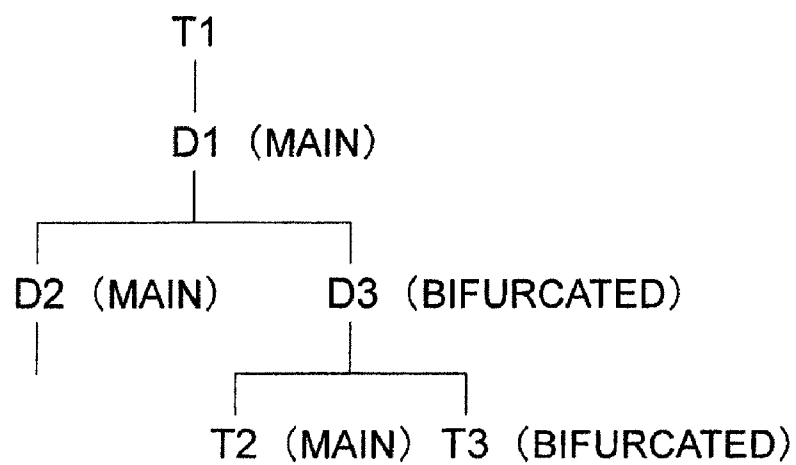 T1
D1 (MAIN)
D2 (MAIN) D3 (BIFURCATED)
T2 (MAIN) T3 (BIFURCATED)